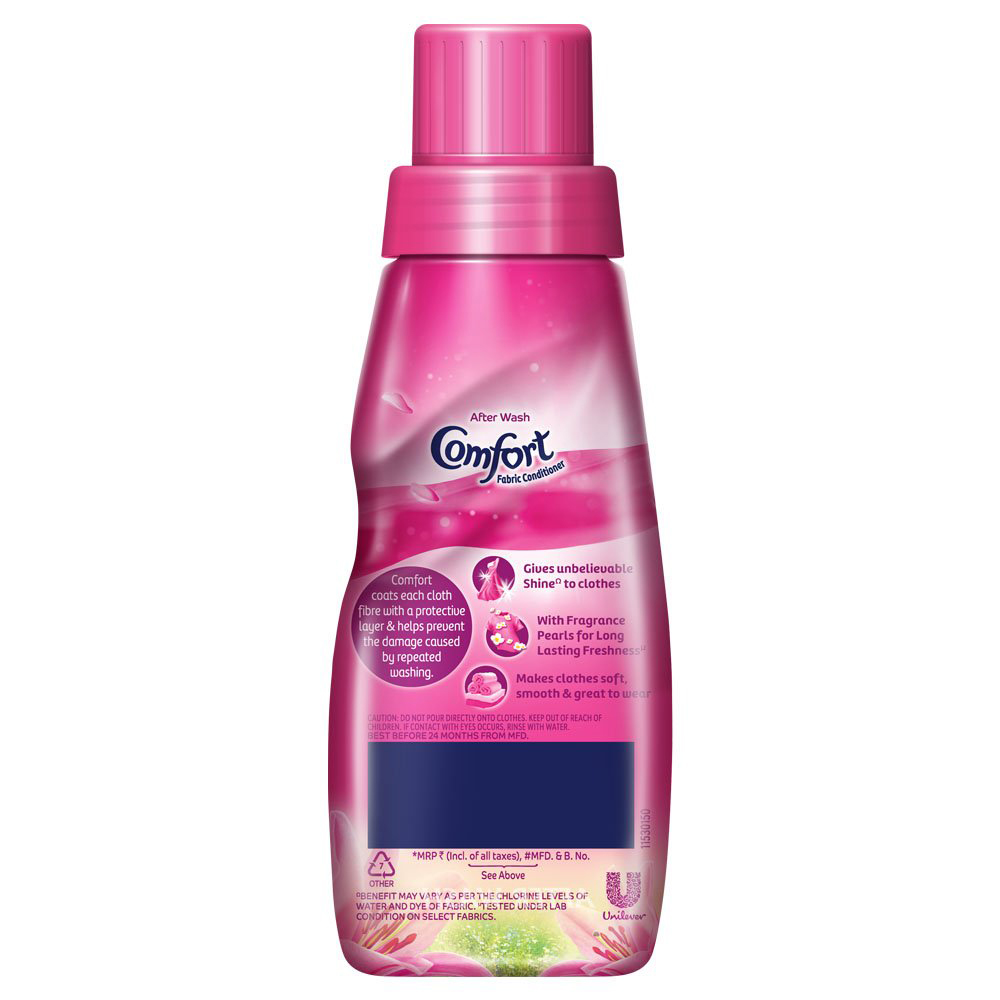 After Wash
Comfort
Fabric Conditioner
Comfort
coats each cloth
fibre with a protective
layer & helps prevent
the damage caused
by repeated
washing.
Gives unbelievable
Shineᶛ to clothes
With Fragrance
Pearls for Long
Lasting Freshness
Makes clothes soft,
smooth & great to wear
CAUTION: DO NOT POUR DIRECTLY ONTO CLOTHES. KEEP OUT OF REACH OF
CHILDREN. IF CONTACT WITH EYES OCCURS, RINSE WITH WATER.
BEST BEFORE 24 MONTHS FROM MFD.
11530150
*MRP ₹ (Incl. of all taxes), #MFD. & B. No.
See Above
7
OTHER
BENEFIT MAY VARY AS PER THE CHLORINE LEVELS OF
WATER AND DYE OF FABRIC. TESTED UNDER LAB
CONDITION ON SELECT FABRICS.
Unilever